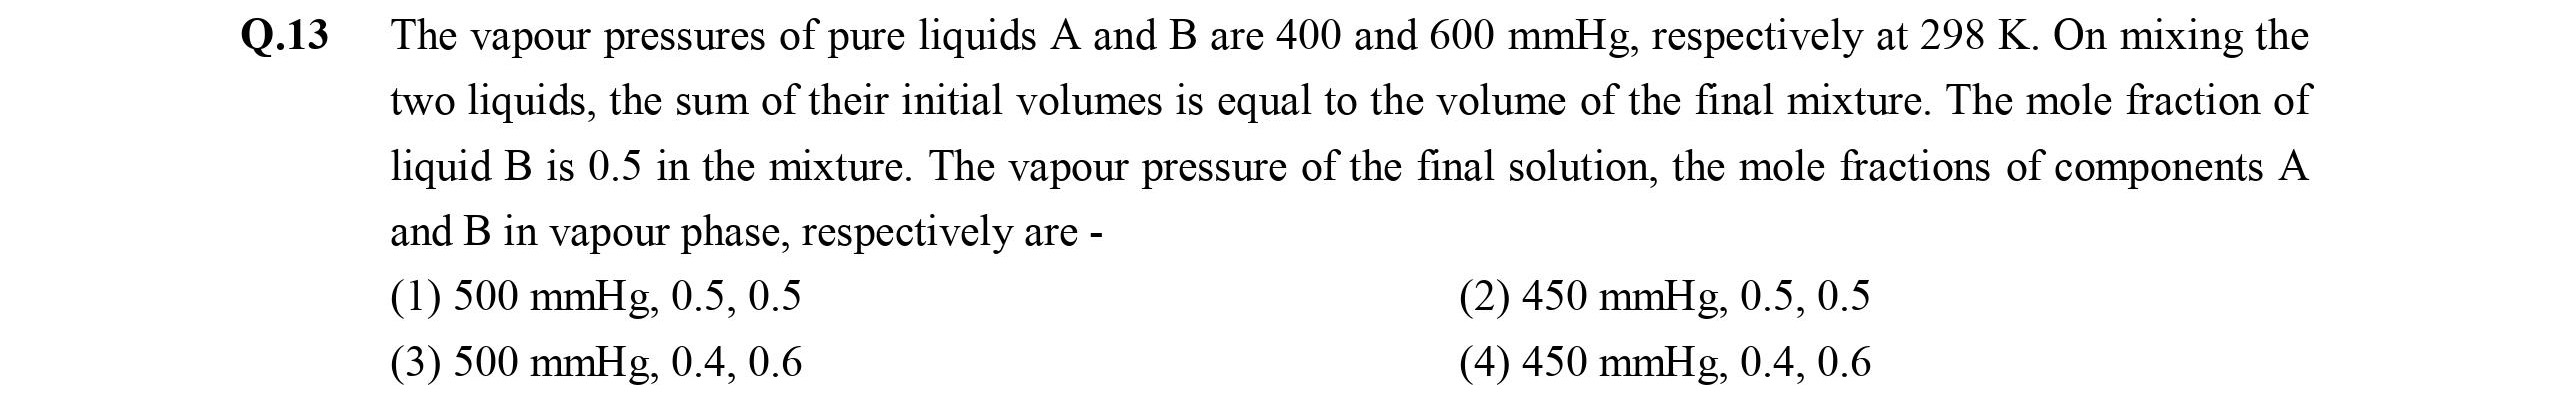 Q.13 The vapour pressures of pure liquids A and B are 400 and 600 mmHg, respectively at 298 K. On mixing the
two liquids, the sum of their initial volumes is equal to the volume of the final mixture. The mole fraction of
liquid B is 0.5 in the mixture. The vapour pressure of the final solution, the mole fractions of components A
and B in vapour phase, respectively are -
(1) 500 mmHg, 0.5, 0.5 (2) 450 mmHg, 0.5, 0.5
(3) 500 mmHg, 0.4, 0.6 (4) 450 mmHg, 0.4, 0.6